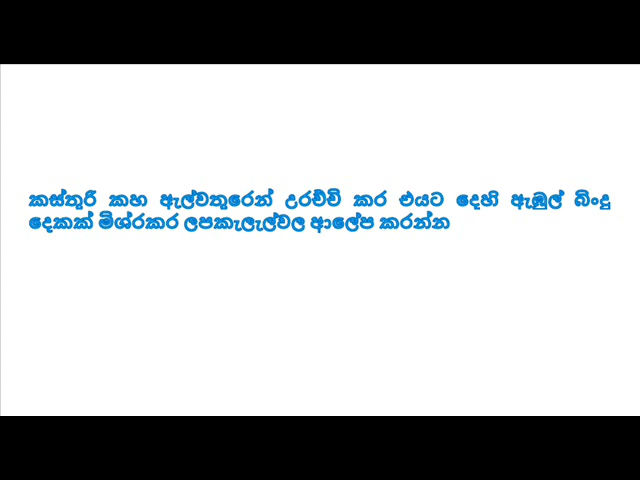 කස්තුරි කහ ඇල්වතුරෙන් උරච්චි කර එයට දෙහි ඇඹුල් බිංදු
දෙකක් මිශ්රකර ලපකැලැල්වල ආලේප කරන්න